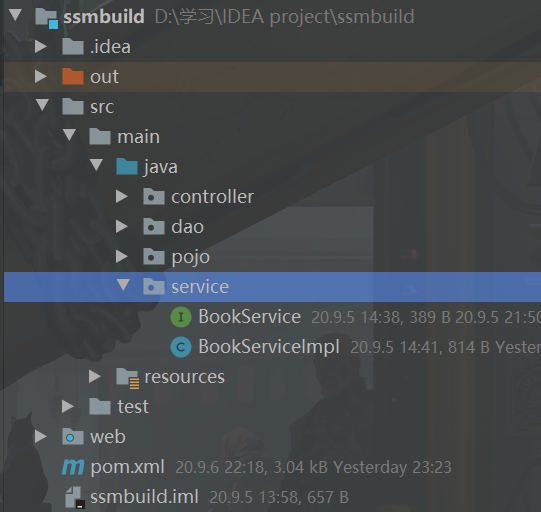 ssmbuild D:\学习\IDEA project\ssmbuild
.idea
out
src
main
java
controller
dao
pojo
service
BookService 20.9.5 14:38, 389 B 20.9.5 21:50
BookServiceImpl 20.9.5 14:41, 814 B Yester
resources
test
web
pom.xml 20.9.6 22:18, 3.04 kB Yesterday 23:23
ssmbuild.iml 20.9.5 13:58, 657 B